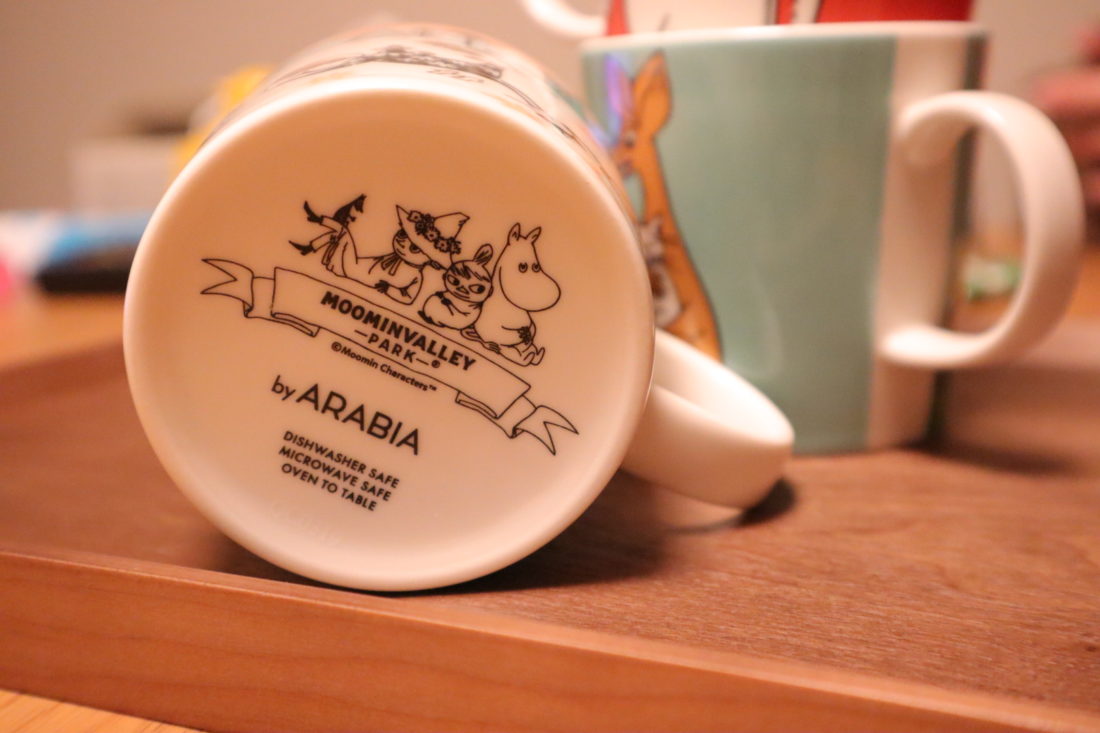 MOOMINVALLEY
—PARK—®
©Moomin Characters™
by ARABIA
DISHWASHER SAFE
MICROWAVE SAFE
OVEN TO TABLE